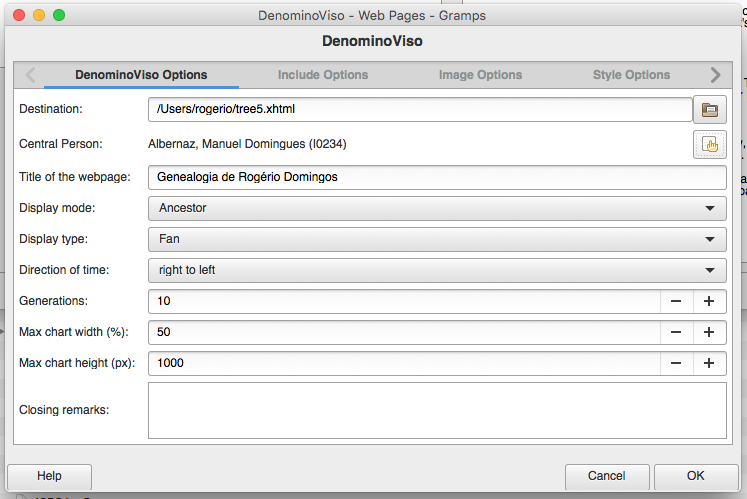 DenominoViso - Web Pages - Gramps
DenominoViso
DenominoViso Options Include Options Image Options Style Options
Destination: /Users/rogerio/tree5.xhtml
Central Person: Albernaz, Manuel Domingues (I0234)
Title of the webpage: Genealogia de Rogério Domingos
Display mode: Ancestor
Display type: Fan
Direction of time: right to left
Generations: 10
Max chart width (%): 50
Max chart height (px): 1000
Closing remarks:
Help Cancel OK